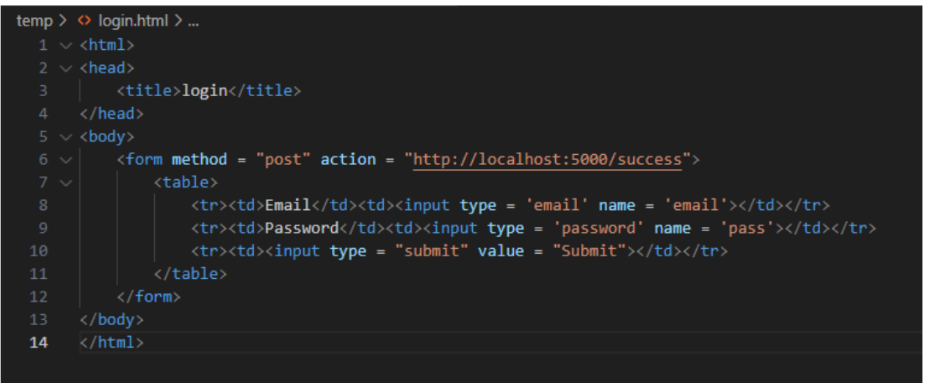 temp > <> login.html > ...
1 <html>
2 <head>
3 <title>login</title>
4 </head>
5 <body>
6 <form method = "post" action = "http://localhost:5000/success">
7 <table>
8 <tr><td>Email</td><td><input type = 'email' name = 'email'></td></tr>
9 <tr><td>Password</td><td><input type = 'password' name = 'pass'></td></tr>
10 <tr><td><input type = "submit" value = "Submit"></td></tr>
11 </table>
12 </form>
13 </body>
14 </html>